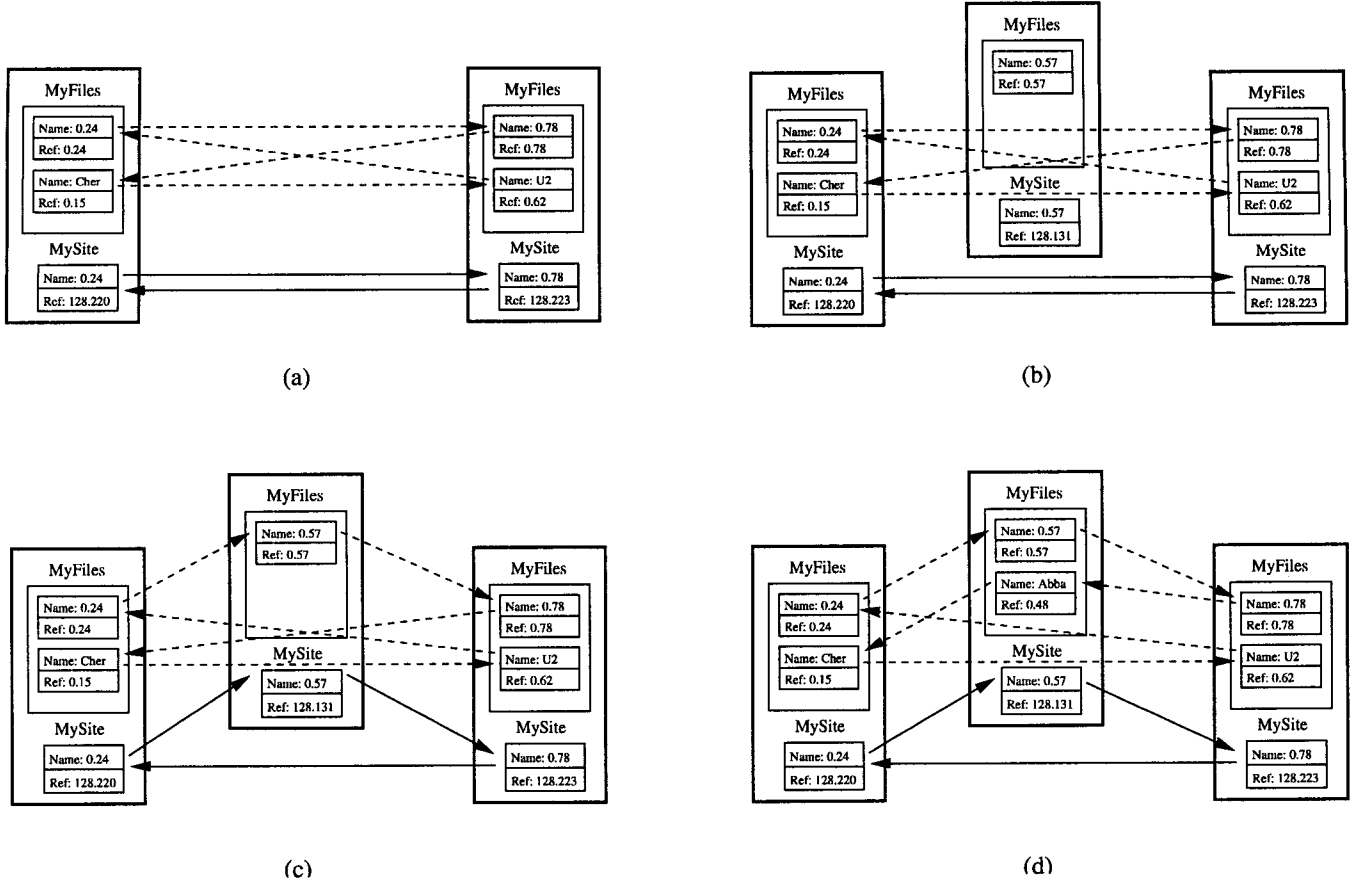 MyFiles
Name: 0.24
Ref: 0.24
Name: Cher
Ref: 0.15
MySite
Name: 0.24
Ref: 128.220
MyFiles
Name: 0.78
Ref: 0.78
Name: U2
Ref: 0.62
MySite
Name: 0.78
Ref: 128.223
(a)
MyFiles
Name: 0.24
Ref: 0.24
Name: Cher
Ref: 0.15
MySite
Name: 0.24
Ref: 128.220
MyFiles
Name: 0.57
Ref: 0.57
MySite
Name: 0.57
Ref: 128.131
MyFiles
Name: 0.78
Ref: 0.78
Name: U2
Ref: 0.62
MySite
Name: 0.78
Ref: 128.223
(b)
MyFiles
Name: 0.24
Ref: 0.24
Name: Cher
Ref: 0.15
MySite
Name: 0.24
Ref: 128.220
MyFiles
Name: 0.57
Ref: 0.57
MySite
Name: 0.57
Ref: 128.131
MyFiles
Name: 0.78
Ref: 0.78
Name: U2
Ref: 0.62
MySite
Name: 0.78
Ref: 128.223
(c)
MyFiles
Name: 0.24
Ref: 0.24
Name: Cher
Ref: 0.15
MySite
Name: 0.24
Ref: 128.220
MyFiles
Name: 0.57
Ref: 0.57
Name: Abba
Ref: 0.48
MySite
Name: 0.57
Ref: 128.131
MyFiles
Name: 0.78
Ref: 0.78
Name: U2
Ref: 0.62
MySite
Name: 0.78
Ref: 128.223
(d)